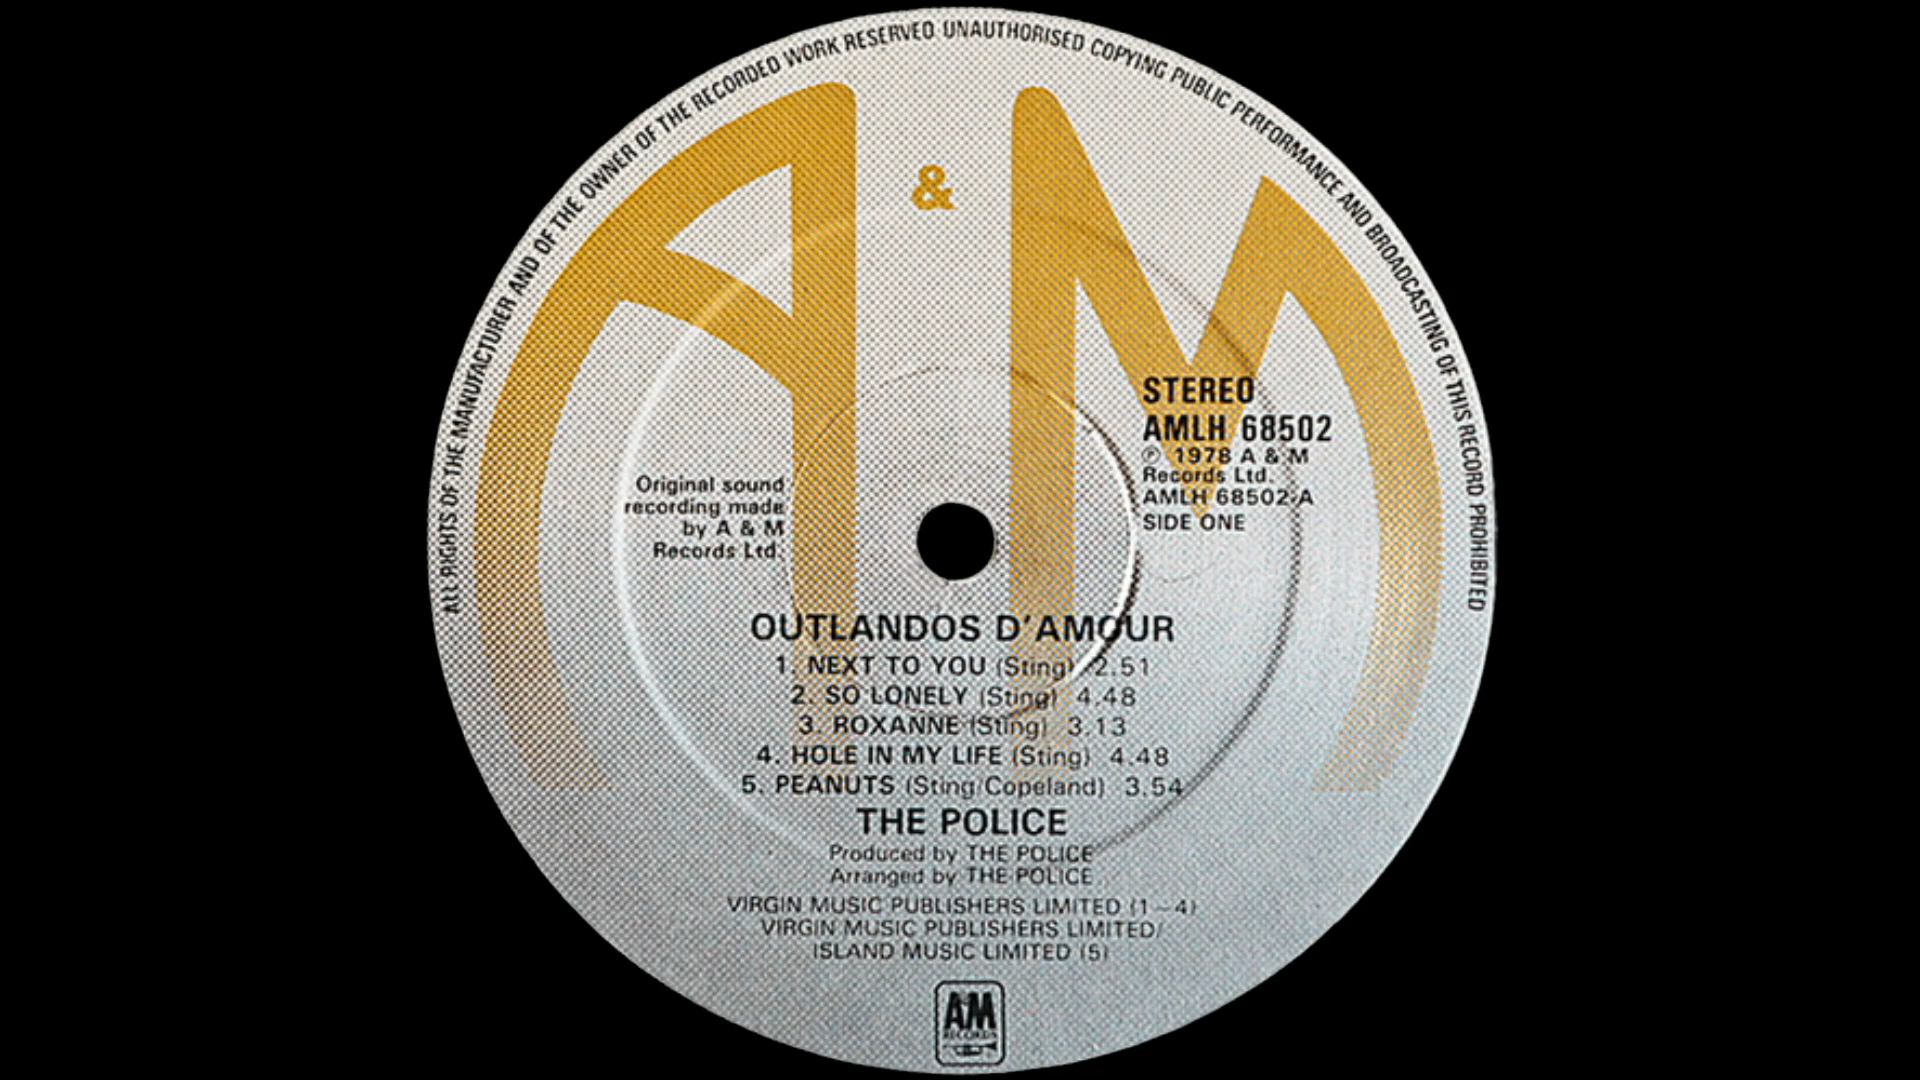 ALL RIGHTS OF THE MANUFACTURER AND OF THE OWNER OF THE RECORDED WORK RESERVED UNAUTHORISED COPYING PUBLIC PERFORMANCE AND BROADCASTING OF THIS RECORD PROHIBITED
A & M
STEREO
AMLH 68502
℗ 1978 A & M
Records Ltd.
AMLH 68502-A
SIDE ONE
Original sound
recording made
by A & M
Records Ltd.
OUTLANDOS D'AMOUR
1. NEXT TO YOU (Sting) 2.51
2. SO LONELY (Sting) 4.48
3. ROXANNE (Sting) 3.13
4. HOLE IN MY LIFE (Sting) 4.48
5. PEANUTS (Sting/Copeland) 3.54
THE POLICE
Produced by THE POLICE
Arranged by THE POLICE
VIRGIN MUSIC PUBLISHERS LIMITED (1-4)
VIRGIN MUSIC PUBLISHERS LIMITED/
ISLAND MUSIC LIMITED (5)
AM
RECORDS